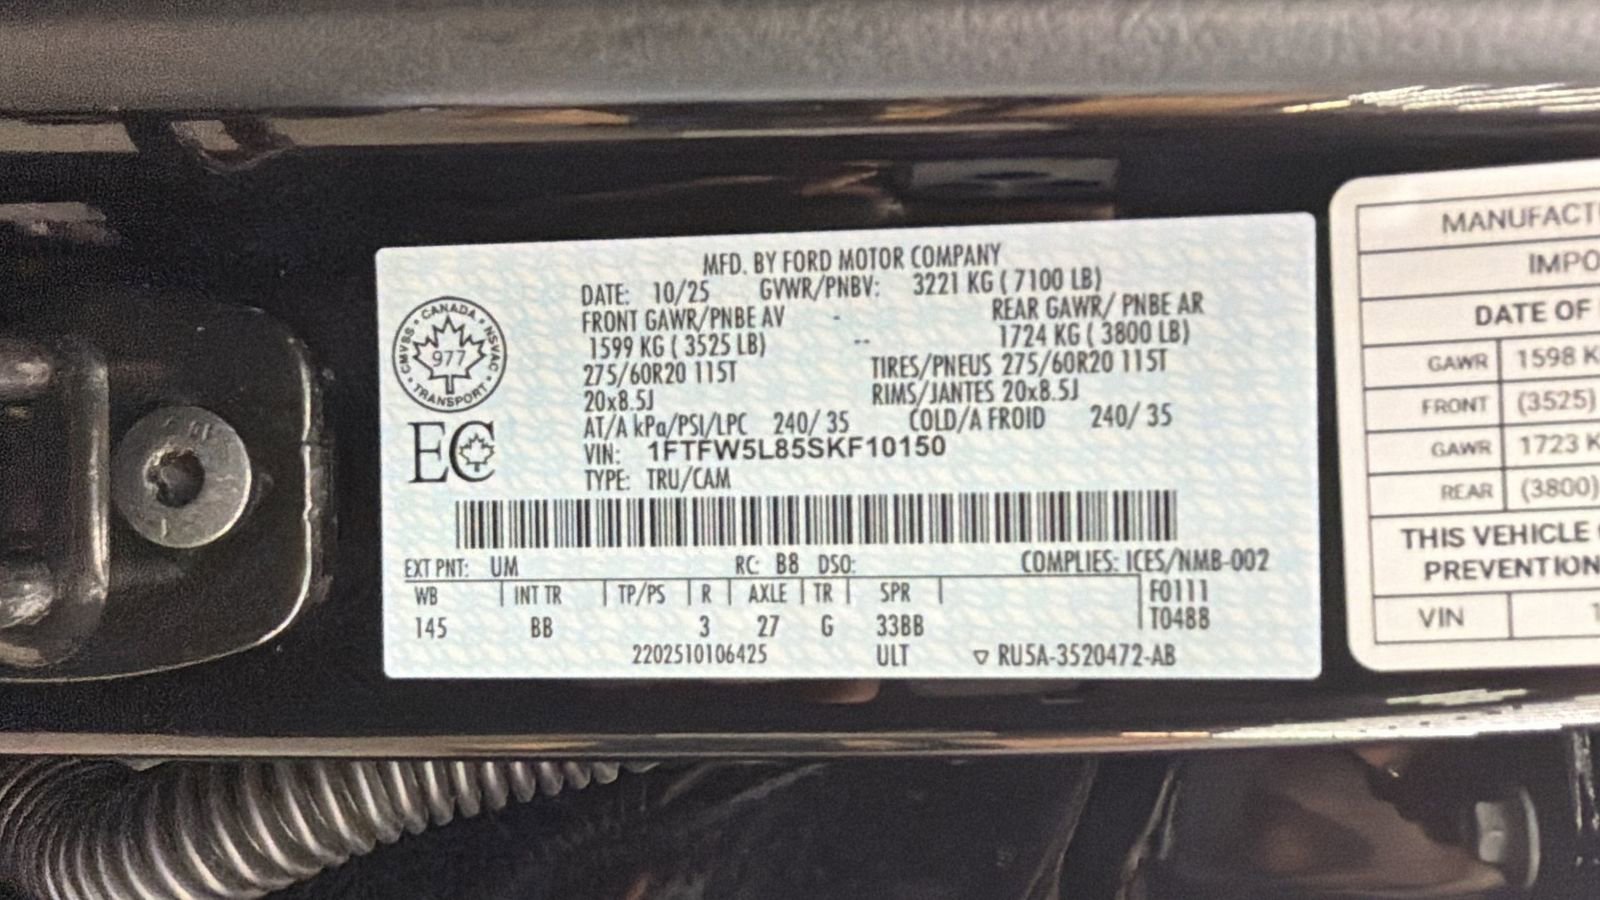 MFD. BY FORD MOTOR COMPANY
DATE: 10/25 GVWR/PNBV: 3221 KG ( 7100 LB)
FRONT GAWR/PNBE AV - REAR GAWR/ PNBE AR
1599 KG ( 3525 LB) -- 1724 KG ( 3800 LB)
275/60R20 115T TIRES/PNEUS 275/60R20 115T
20x8.5J RIMS/JANTES 20x8.5J
AT/A kPa/PSI/LPC 240/ 35 COLD/A FROID 240/ 35
VIN: 1FTFW5L85SKF10150
TYPE: TRU/CAM
CMVSS • CANADA • NSVAC • TRANSPORT •
977
EC
EXT PNT: UM RC: B8 DSO: COMPLIES: ICES/NMB-002
WB | INT TR | TP/PS | R | AXLE | TR | SPR | F0111
145 BB 3 27 G 33BB T0488
2202510106425 ULT ▽ RU5A-3520472-AB
MANUFACT
IMPO
DATE OF
GAWR 1598 K
FRONT (3525)
GAWR 1723 K
REAR (3800)
THIS VEHICLE
PREVENTION
VIN 1